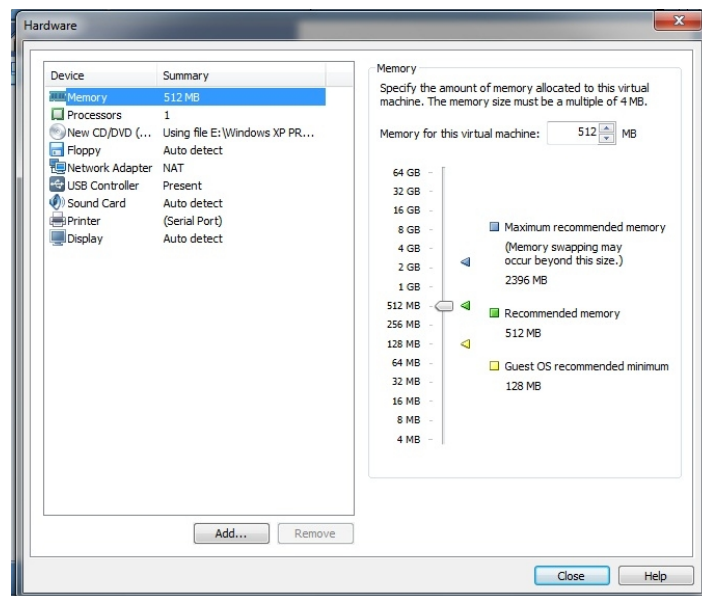 Hardware
Device Summary
Memory 512 MB
Processors 1
New CD/DVD (... Using file E:\Windows XP PR...
Floppy Auto detect
Network Adapter NAT
USB Controller Present
Sound Card Auto detect
Printer (Serial Port)
Display Auto detect
Add... Remove
Memory
Specify the amount of memory allocated to this virtual
machine. The memory size must be a multiple of 4 MB.
Memory for this virtual machine: 512 MB
64 GB
32 GB
16 GB
8 GB
4 GB
2 GB
1 GB
512 MB
256 MB
128 MB
64 MB
32 MB
16 MB
8 MB
4 MB
Maximum recommended memory
(Memory swapping may
occur beyond this size.)
2396 MB
Recommended memory
512 MB
Guest OS recommended minimum
128 MB
Close Help